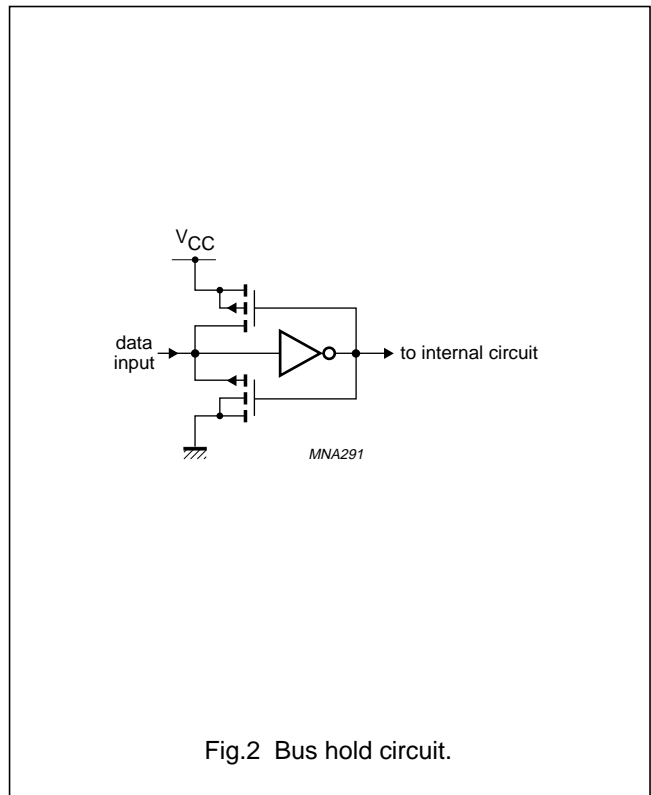 VCC
data
input
to internal circuit
MNA291
Fig.2 Bus hold circuit.